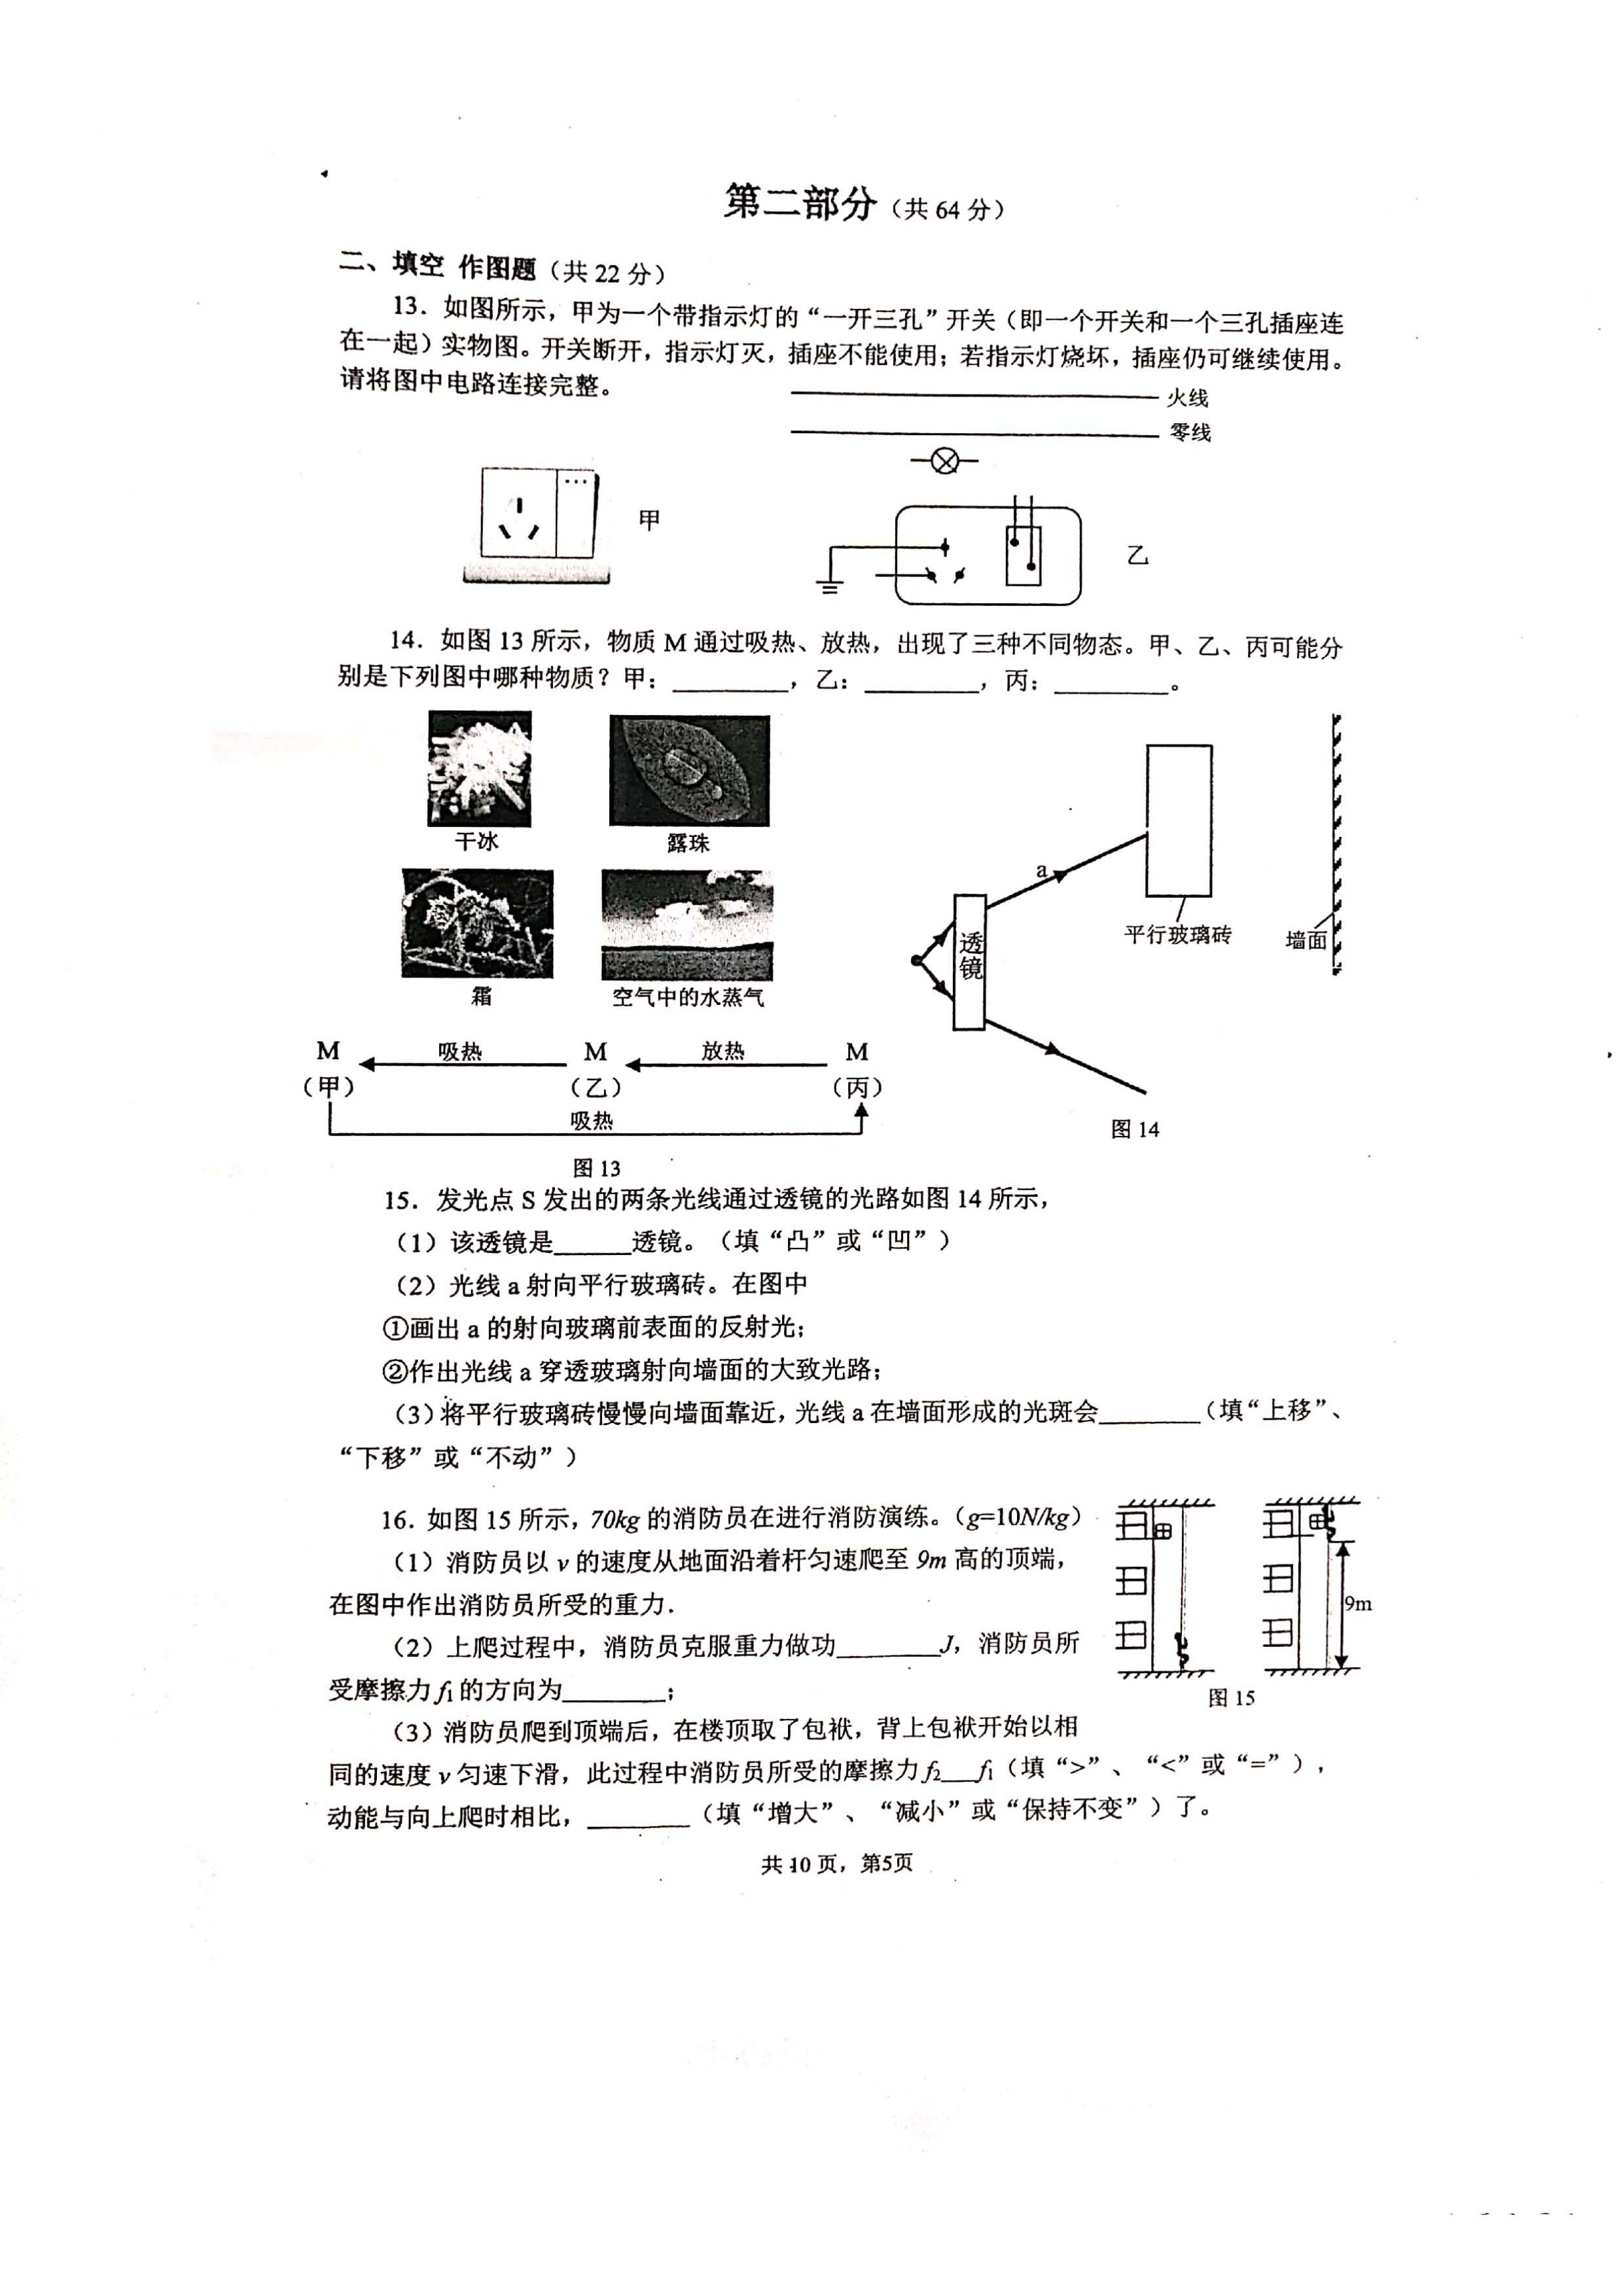 第二部分（共 64 分）
二、填空 作图题（共 22 分）
13．如图所示，甲为一个带指示灯的“一开三孔”开关（即一个开关和一个三孔插座连
在一起）实物图。开关断开，指示灯灭，插座不能使用；若指示灯烧坏，插座仍可继续使用。
请将图中电路连接完整。
火线
零线
甲
乙
14．如图 13 所示，物质 M 通过吸热、放热，出现了三种不同物态。甲、乙、丙可能分
别是下列图中哪种物质？甲：________，乙：________，丙：________。
干冰
露珠
霜
空气中的水蒸气
a
透镜
平行玻璃砖
墙面
M 吸热 M 放热 M
（甲） （乙） （丙）
吸热
图 13
图 14
15．发光点 S 发出的两条光线通过透镜的光路如图 14 所示，
（1）该透镜是______透镜。（填“凸”或“凹”）
（2）光线 a 射向平行玻璃砖。在图中
①画出 a 的射向玻璃前表面的反射光；
②作出光线 a 穿透玻璃射向墙面的大致光路；
（3）将平行玻璃砖慢慢向墙面靠近，光线 a 在墙面形成的光斑会________（填“上移”、
“下移”或“不动”）
16．如图 15 所示，70kg 的消防员在进行消防演练。（g=10N/kg）
（1）消防员以 v 的速度从地面沿着杆匀速爬至 9m 高的顶端，
在图中作出消防员所受的重力．
（2）上爬过程中，消防员克服重力做功________J，消防员所
受摩擦力 f₁ 的方向为________；
9m
图 15
（3）消防员爬到顶端后，在楼顶取了包袱，背上包袱开始以相
同的速度 v 匀速下滑，此过程中消防员所受的摩擦力 f₂___f₁（填“>”、“<”或“=”），
动能与向上爬时相比，________（填“增大”、“减小”或“保持不变”）了。
共 10 页，第5页